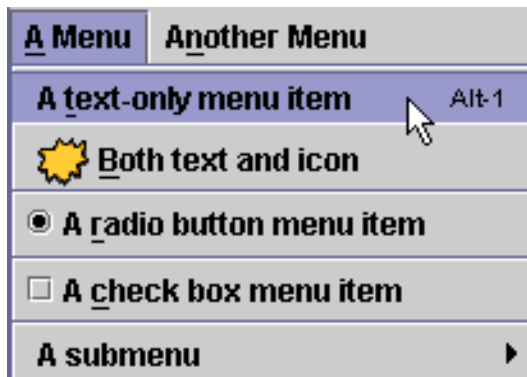 A Menu Another Menu
A text-only menu item Alt-1
Both text and icon
A radio button menu item
A check box menu item
A submenu